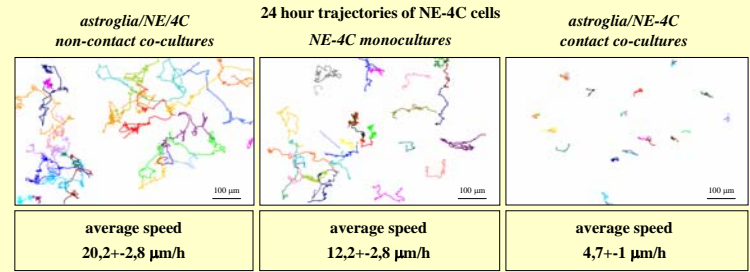 24 hour trajectories of NE-4C cells
astroglia/NE/4C
non-contact co-cultures
NE-4C monocultures
astroglia/NE-4C
contact co-cultures
100 μm
100 μm
100 μm
average speed
20,2+-2,8 μm/h
average speed
12,2+-2,8 μm/h
average speed
4,7+-1 μm/h